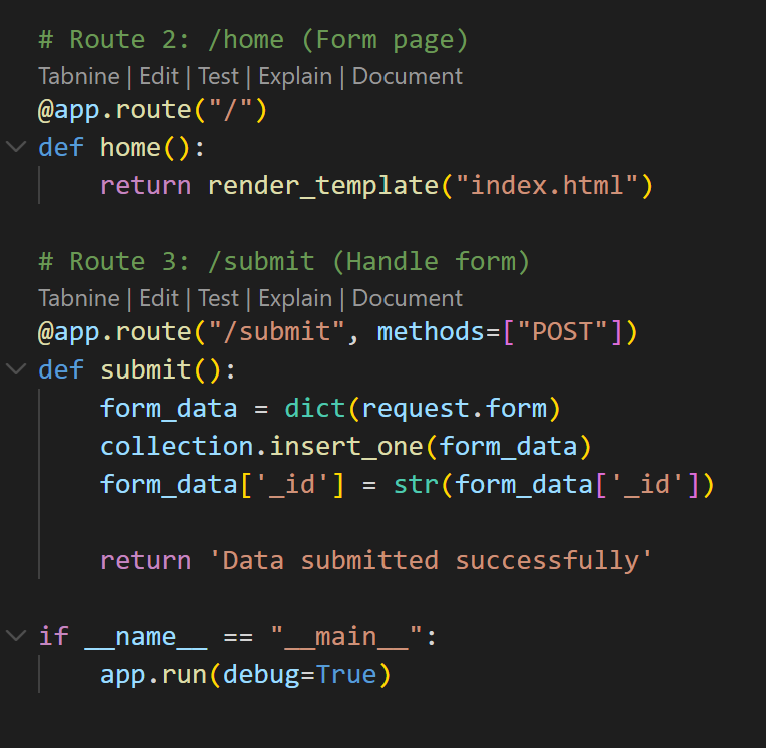 # Route 2: /home (Form page)
Tabnine | Edit | Test | Explain | Document
@app.route("/")
def home():
    return render_template("index.html")

# Route 3: /submit (Handle form)
Tabnine | Edit | Test | Explain | Document
@app.route("/submit", methods=["POST"])
def submit():
    form_data = dict(request.form)
    collection.insert_one(form_data)
    form_data['_id'] = str(form_data['_id'])

    return 'Data submitted successfully'

if __name__ == "__main__":
    app.run(debug=True)